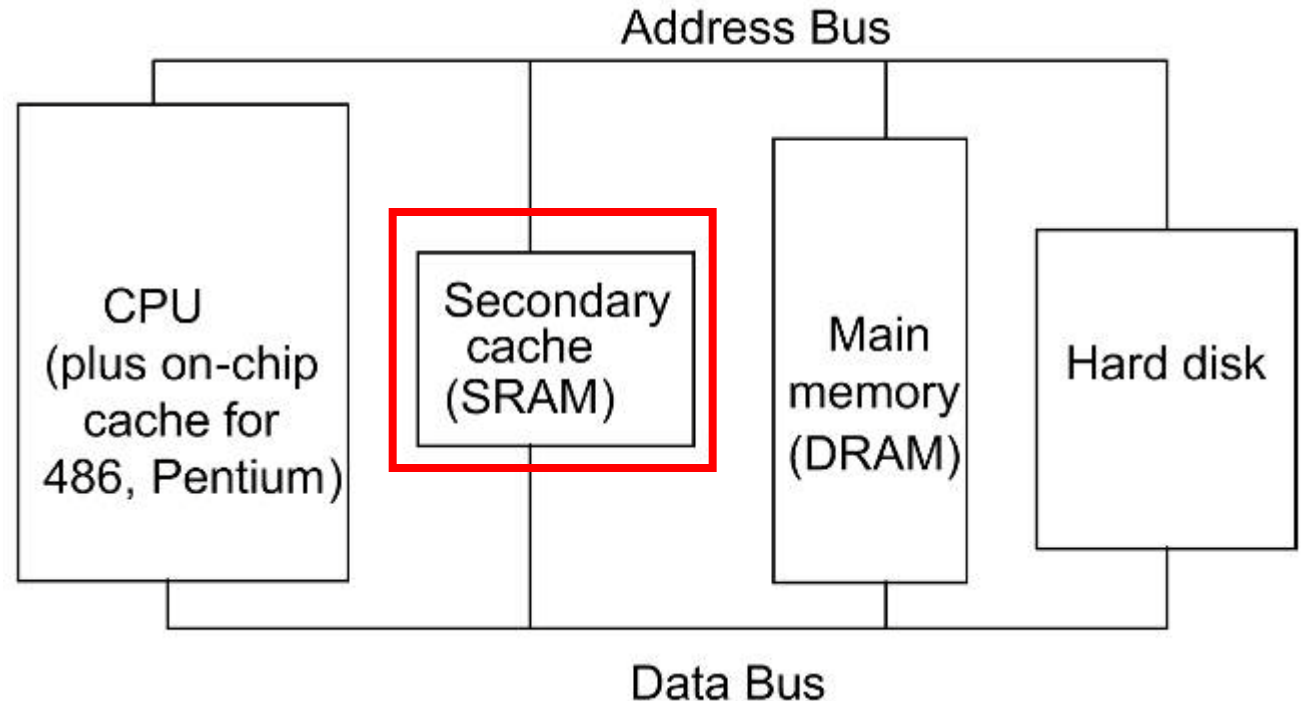 Address Bus
CPU
(plus on-chip
cache for
486, Pentium)
Secondary
cache
(SRAM)
Main
memory
(DRAM)
Hard disk
Data Bus